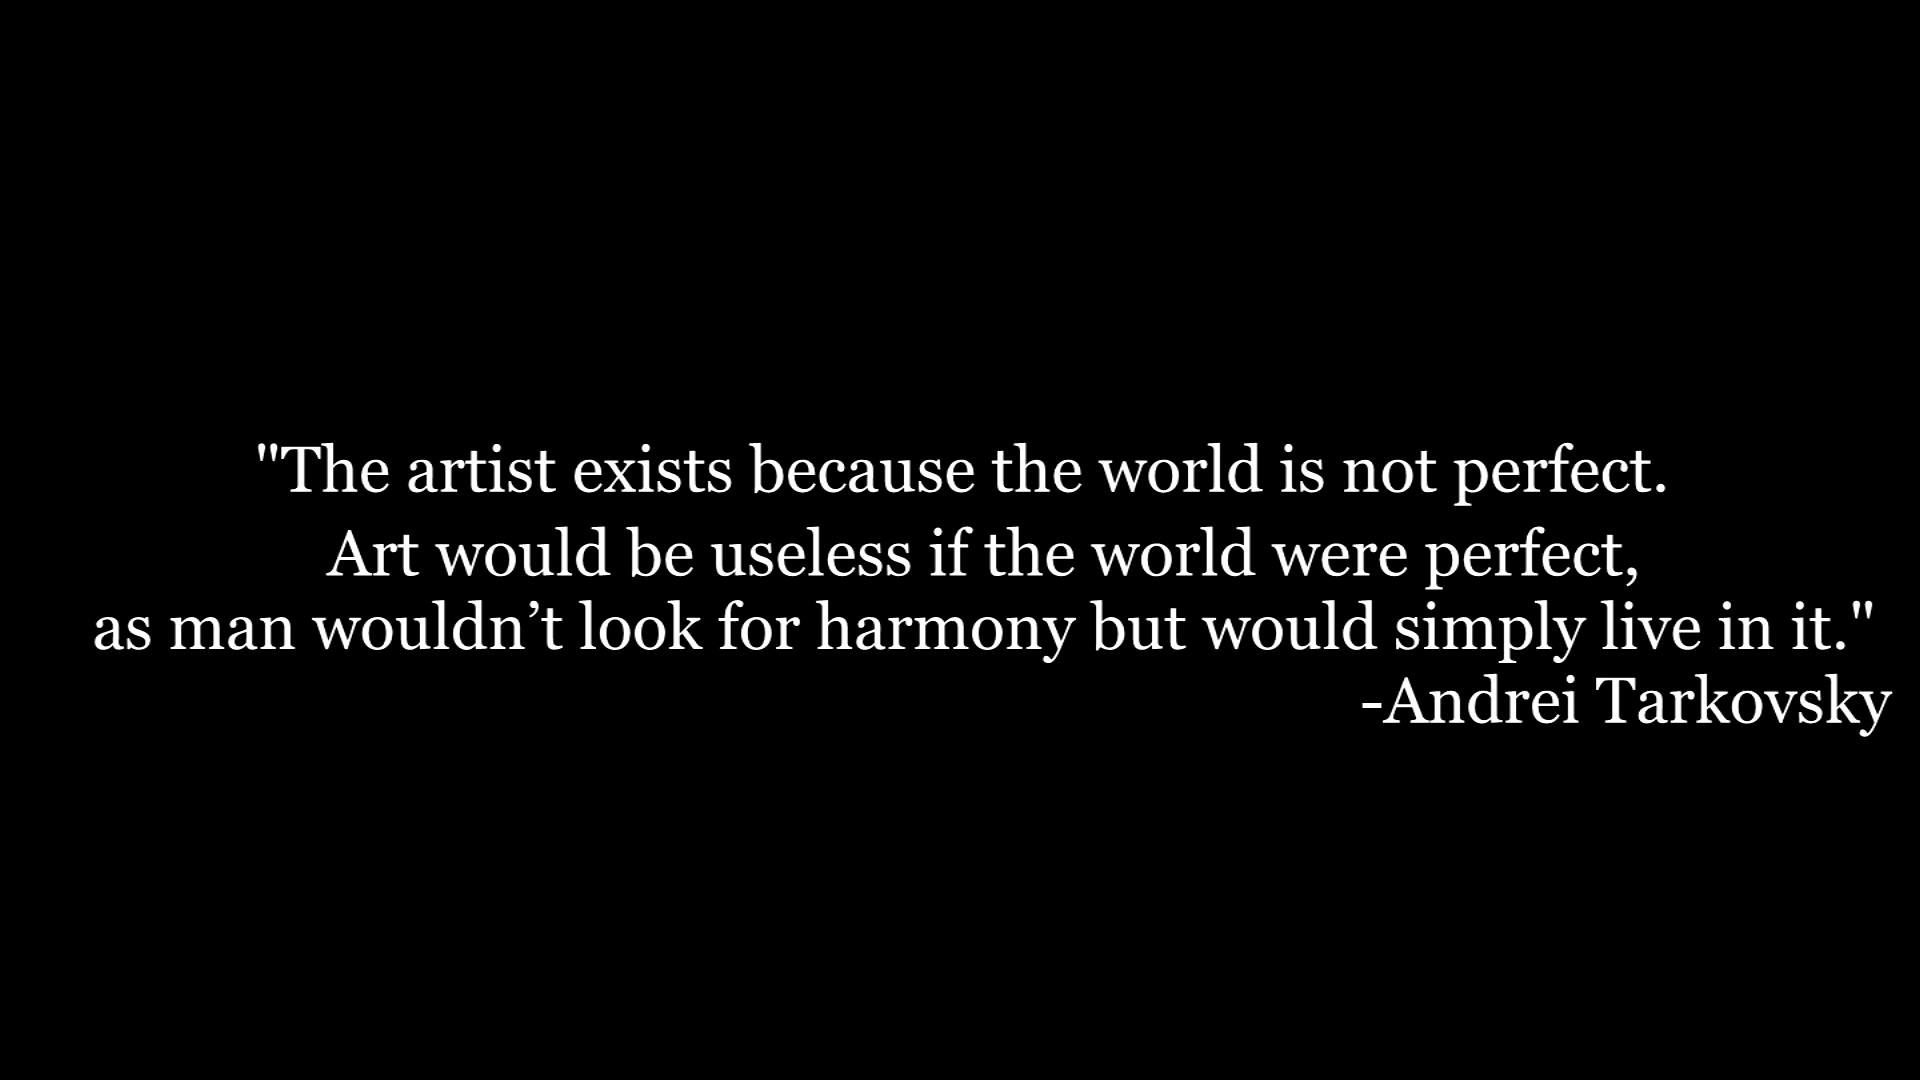 "The artist exists because the world is not perfect.
Art would be useless if the world were perfect,
as man wouldn’t look for harmony but would simply live in it."
-Andrei Tarkovsky